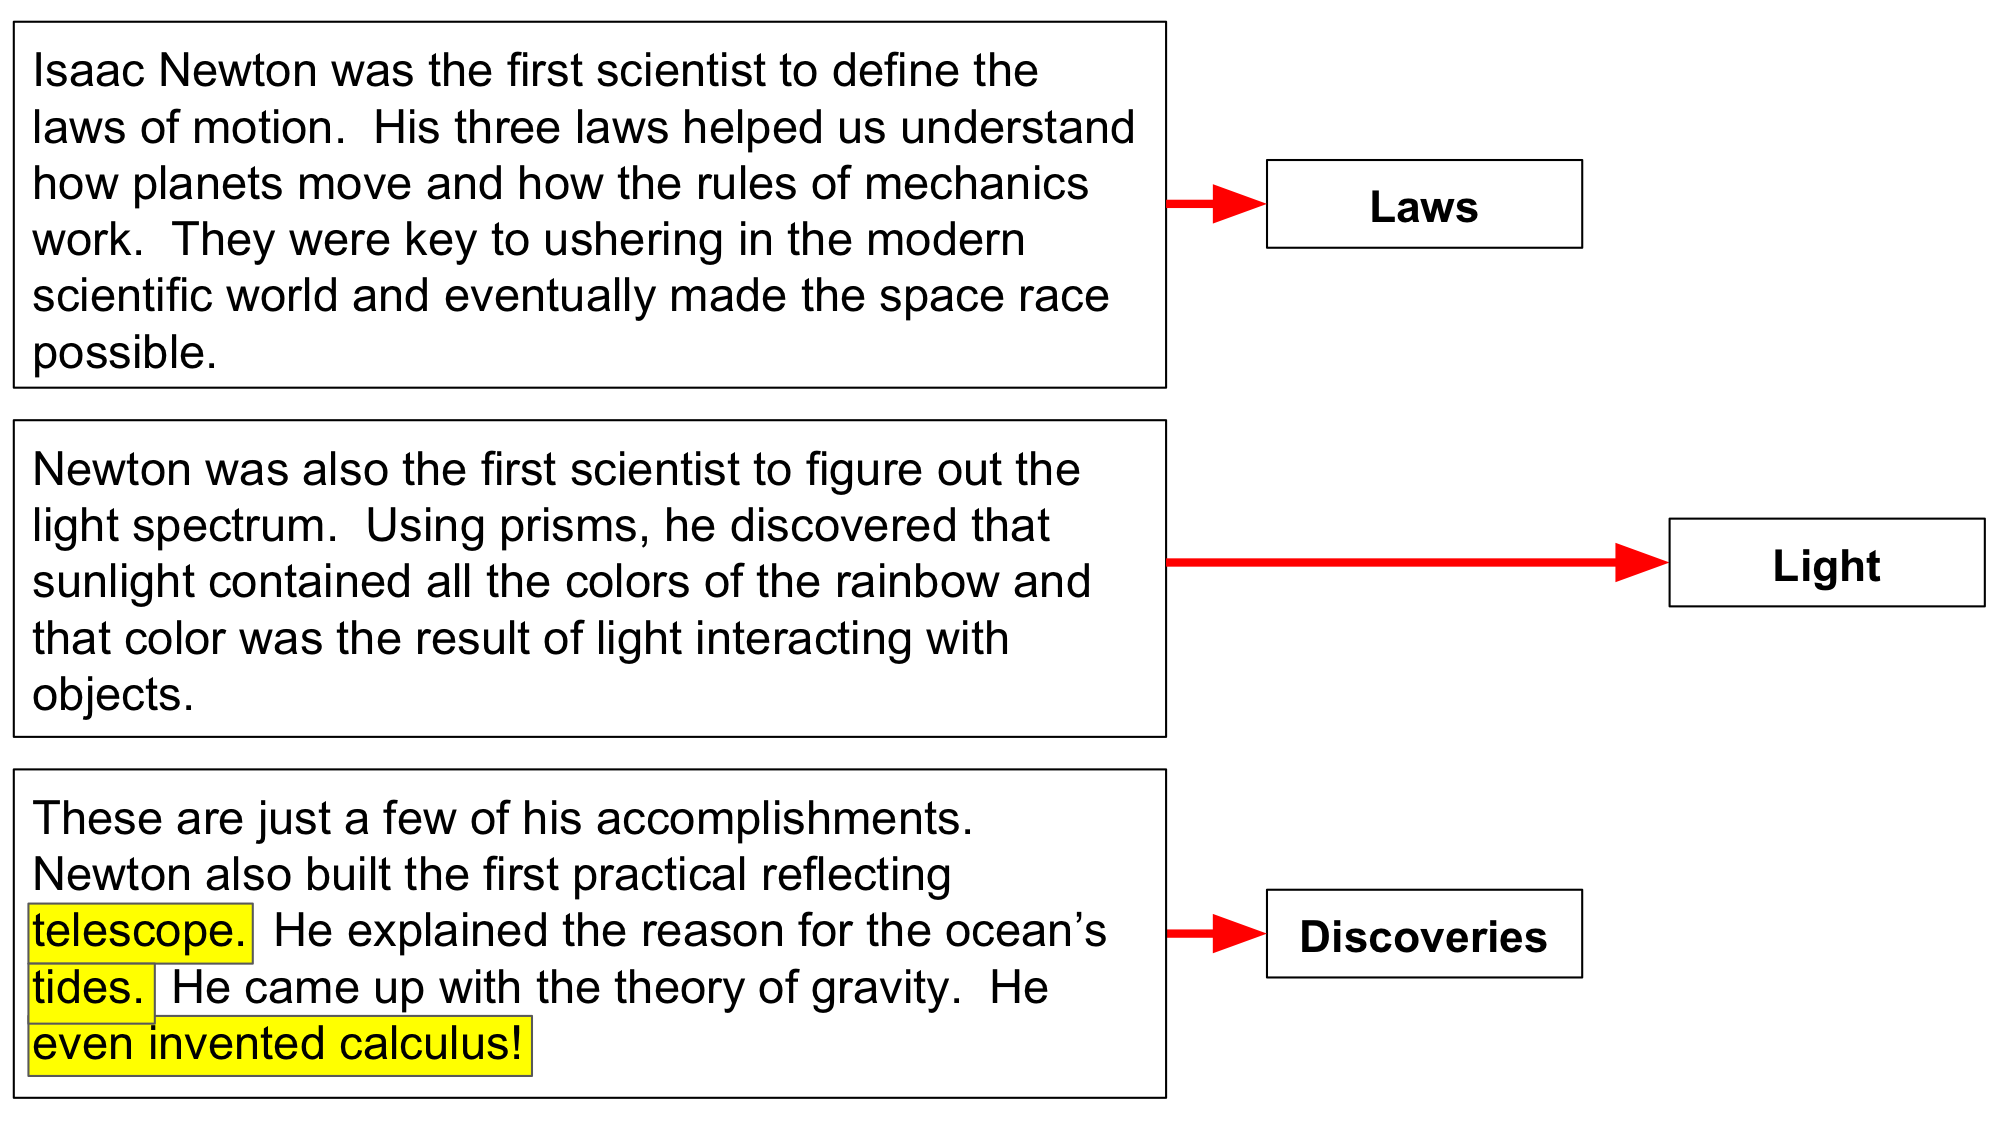 Isaac Newton was the first scientist to define the
laws of motion.  His three laws helped us understand
how planets move and how the rules of mechanics
work.  They were key to ushering in the modern
scientific world and eventually made the space race
possible.
Laws
Newton was also the first scientist to figure out the
light spectrum.  Using prisms, he discovered that
sunlight contained all the colors of the rainbow and
that color was the result of light interacting with
objects.
Light
These are just a few of his accomplishments.
Newton also built the first practical reflecting
telescope.  He explained the reason for the ocean’s
tides.  He came up with the theory of gravity.  He
even invented calculus!
Discoveries